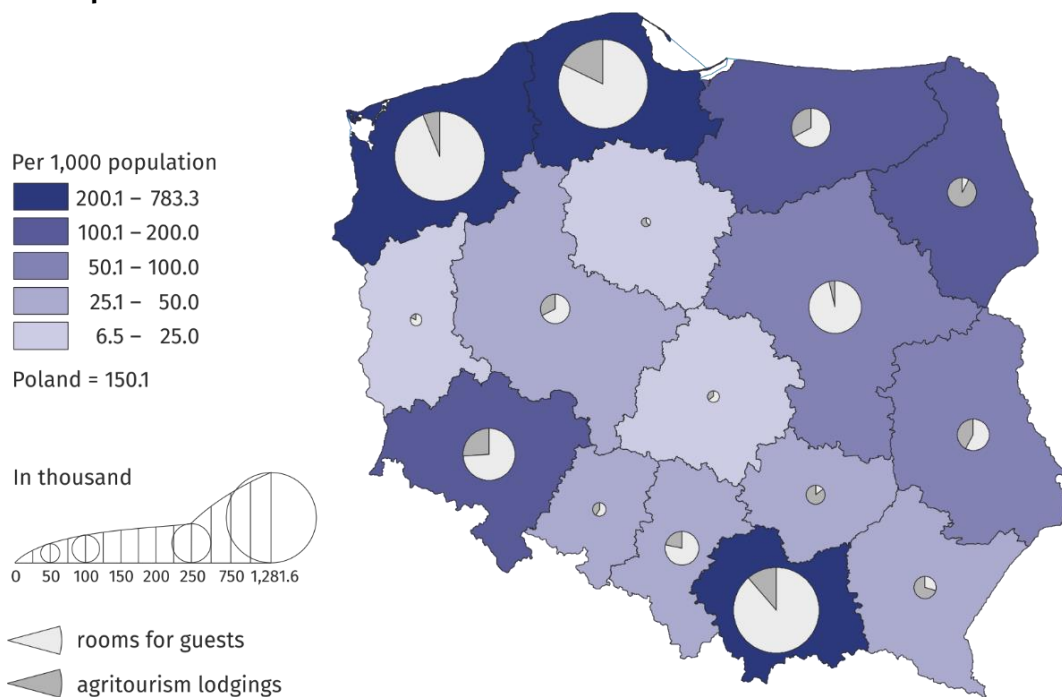 Per 1,000 population
200.1 – 783.3
100.1 – 200.0
50.1 – 100.0
25.1 – 50.0
6.5 – 25.0
Poland = 150.1
In thousand
0 50 100 150 200 250 750 1,281.6
rooms for guests
agritourism lodgings